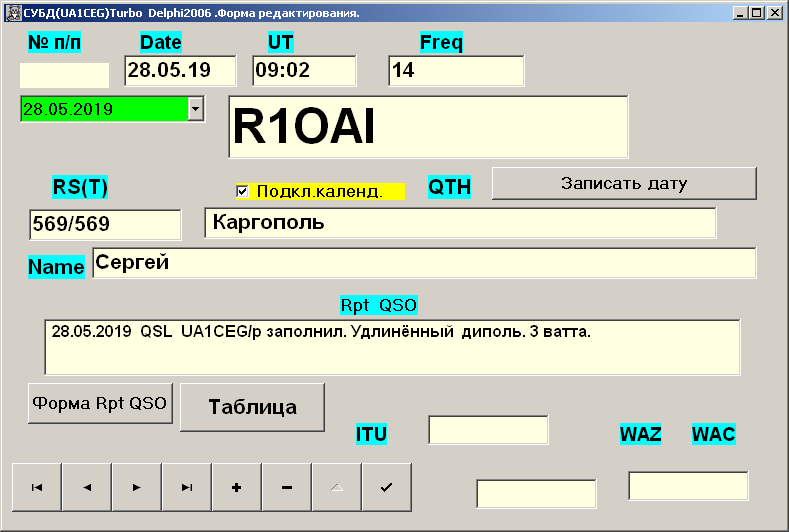 СУБД(UA1CEG)Turbo Delphi2006 .Форма редактирования.
№ п/п Date UT Freq
28.05.19 09:02 14
28.05.2019
R1OAI
RS(T) Подкл.календ. QTH Записать дату
569/569 Каргополь
Name Сергей
Rpt QSO
28.05.2019 QSL UA1CEG/p заполнил. Удлинённый диполь. 3 ватта.
Форма Rpt QSO Таблица
ITU WAZ WAC